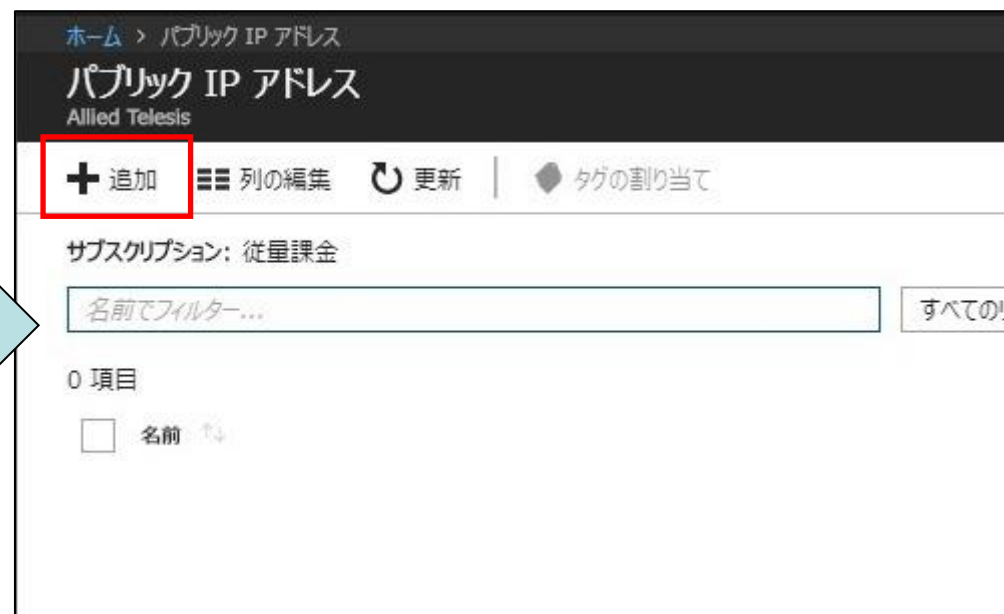 ホーム > パブリック IP アドレス
パブリック IP アドレス
Allied Telesis
追加 列の編集 更新 タグの割り当て
サブスクリプション: 従量課金
名前でフィルター... すべての
0 項目
名前